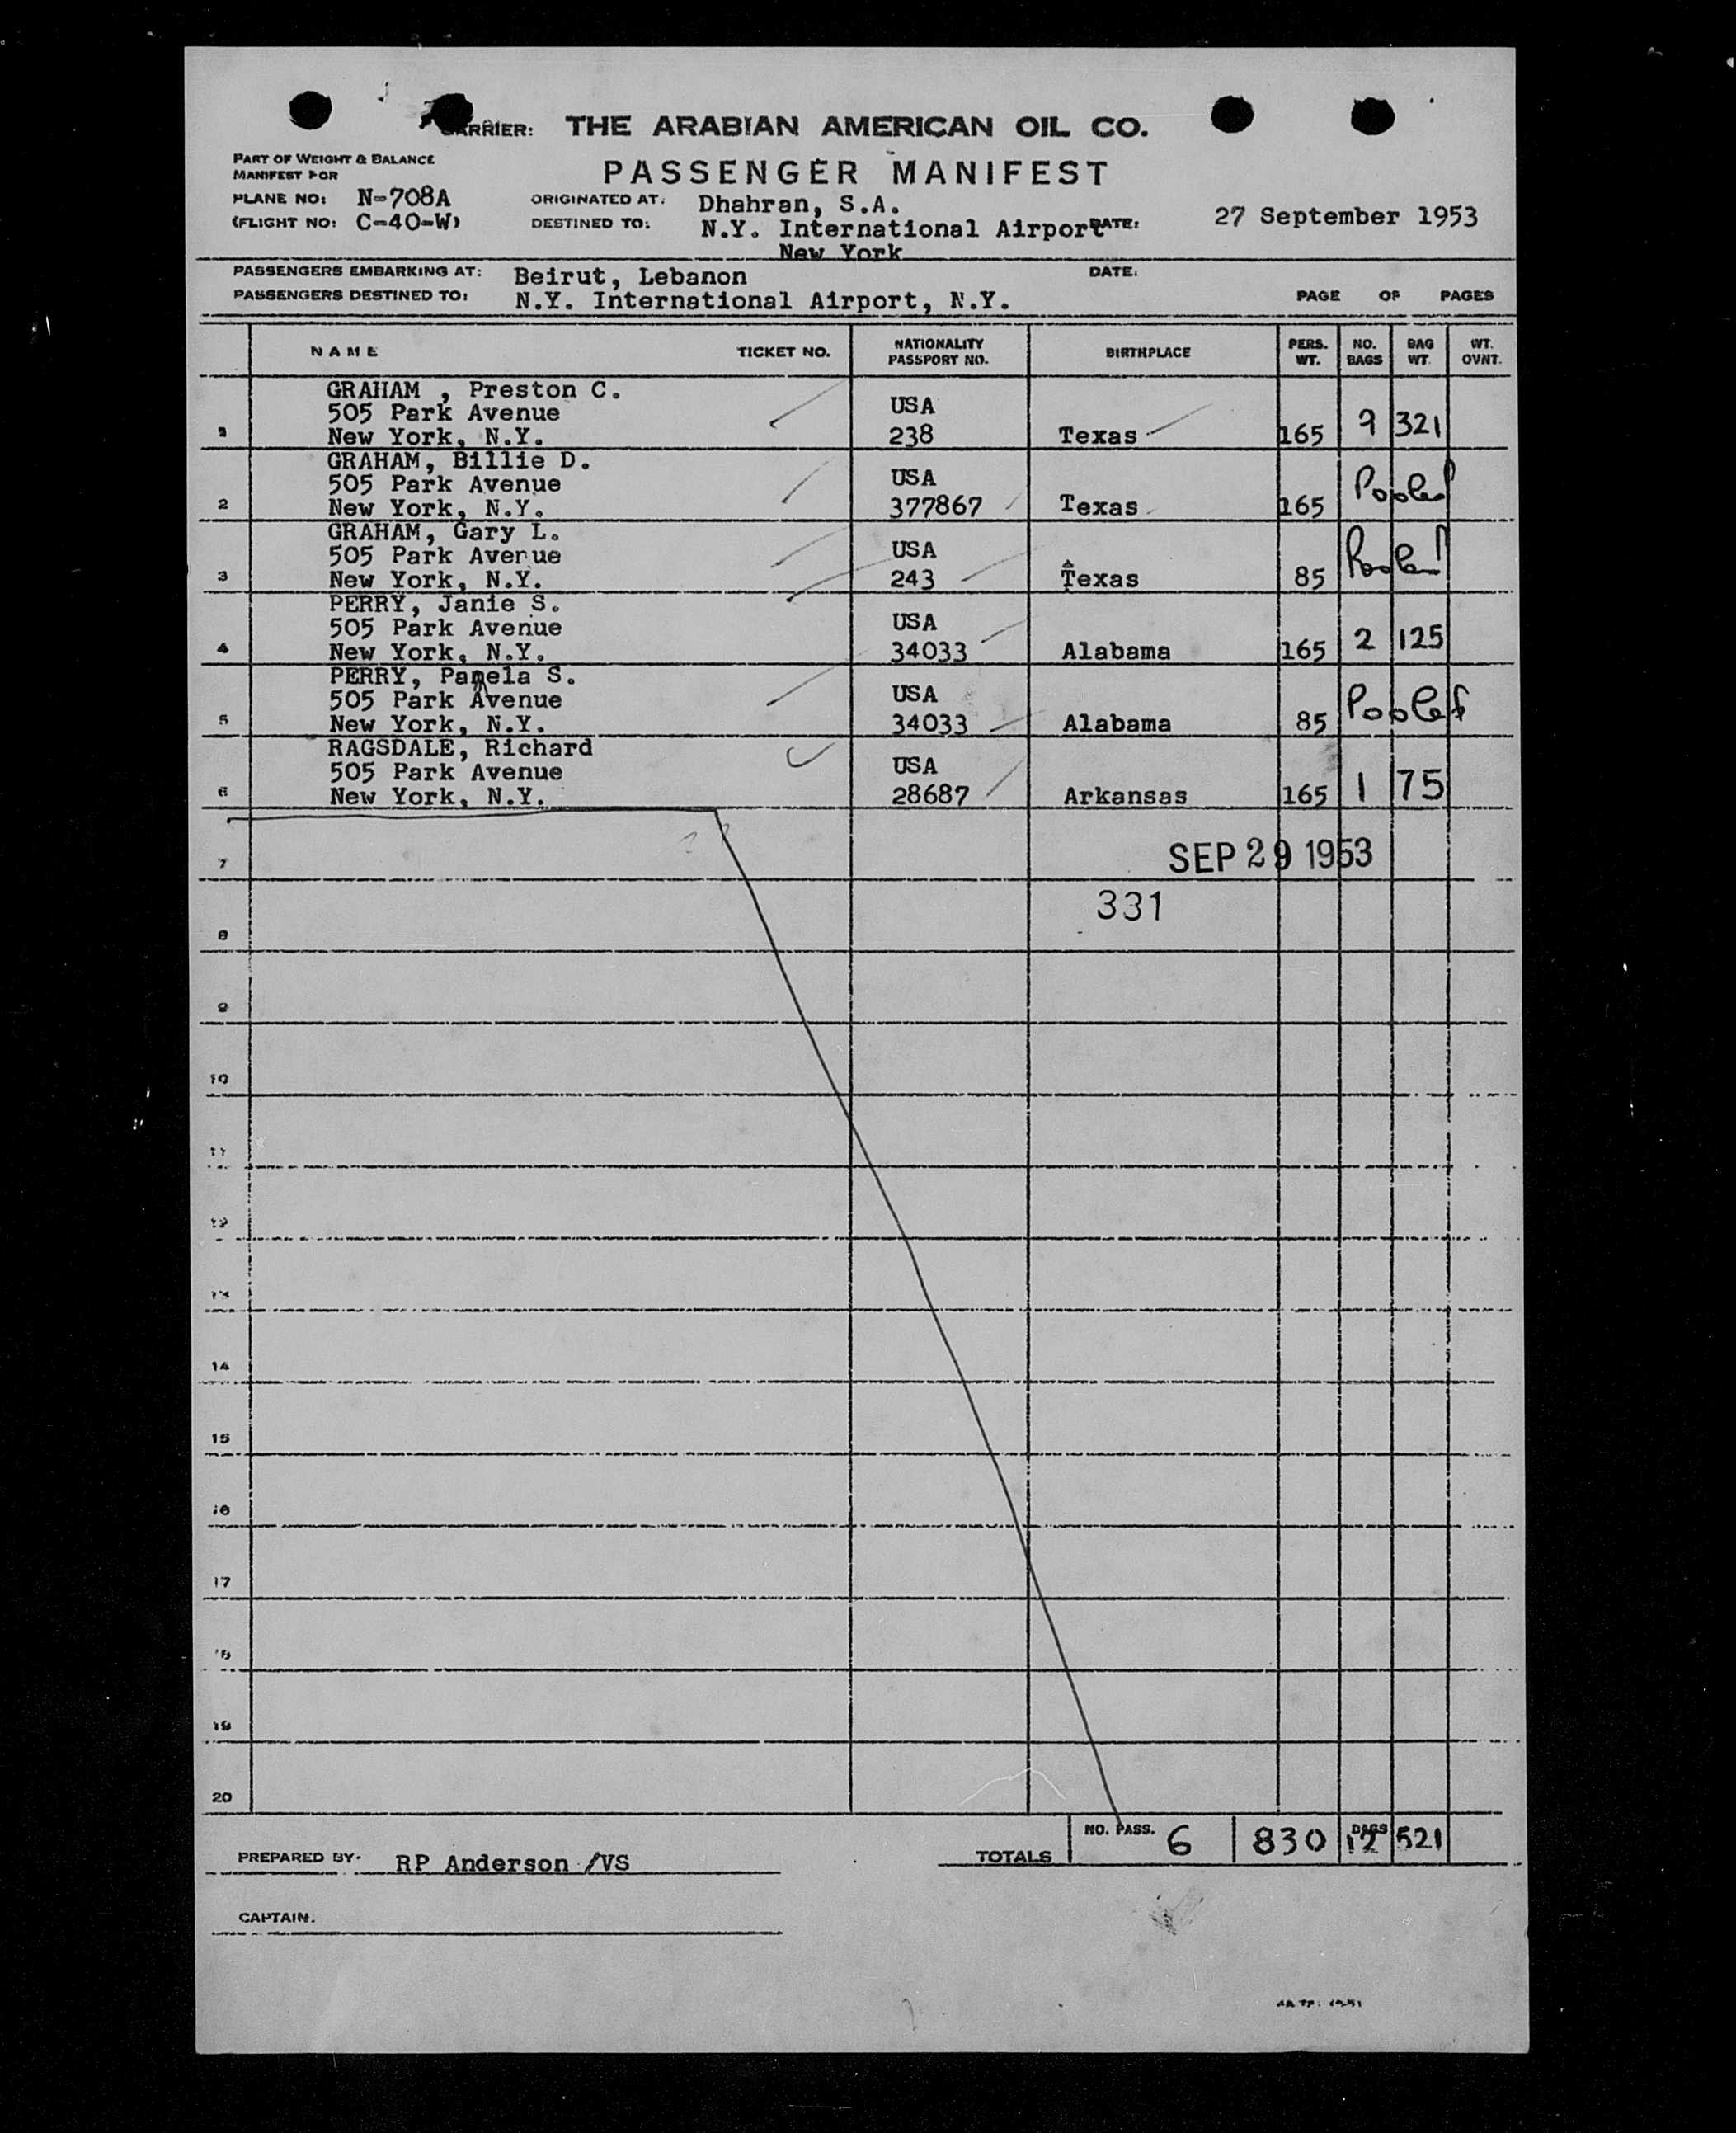 CARRIER: THE ARABIAN AMERICAN OIL CO.
PART OF WEIGHT & BALANCE
MANIFEST FOR
PASSENGER MANIFEST
PLANE NO: N-708A ORIGINATED AT: Dhahran, S.A.
(FLIGHT NO: C-40-W) DESTINED TO: N.Y. International Airport DATE: 27 September 1953
New York
PASSENGERS EMBARKING AT: Beirut, Lebanon DATE:
PASSENGERS DESTINED TO: N.Y. International Airport, N.Y. PAGE OF PAGES
NAME TICKET NO. NATIONALITY PASSPORT NO. BIRTHPLACE PERS. WT. NO. BAGS BAG WT. WT. OVNT.
GRAHAM , Preston C.
505 Park Avenue USA
New York, N.Y. 238 Texas 165 9 321
GRAHAM, Billie D.
505 Park Avenue USA
2 New York, N.Y. 377867 Texas 165 Pooled
GRAHAM, Gary L.
505 Park Avenue USA
3 New York, N.Y. 243 Texas 85 Pooled
PERRY, Janie S.
505 Park Avenue USA
4 New York, N.Y. 34033 Alabama 165 2 125
PERRY, Pamela S.
505 Park Avenue USA
5 New York, N.Y. 34033 Alabama 85 Pooled
RAGSDALE, Richard
505 Park Avenue USA
6 New York, N.Y. 28687 Arkansas 165 1 75
7 SEP 29 1953
331
8
9
10
11
12
13
14
15
16
17
18
19
20
NO. PASS. 6 830 BAGS 12 521
PREPARED BY: RP Anderson /VS TOTALS
CAPTAIN.